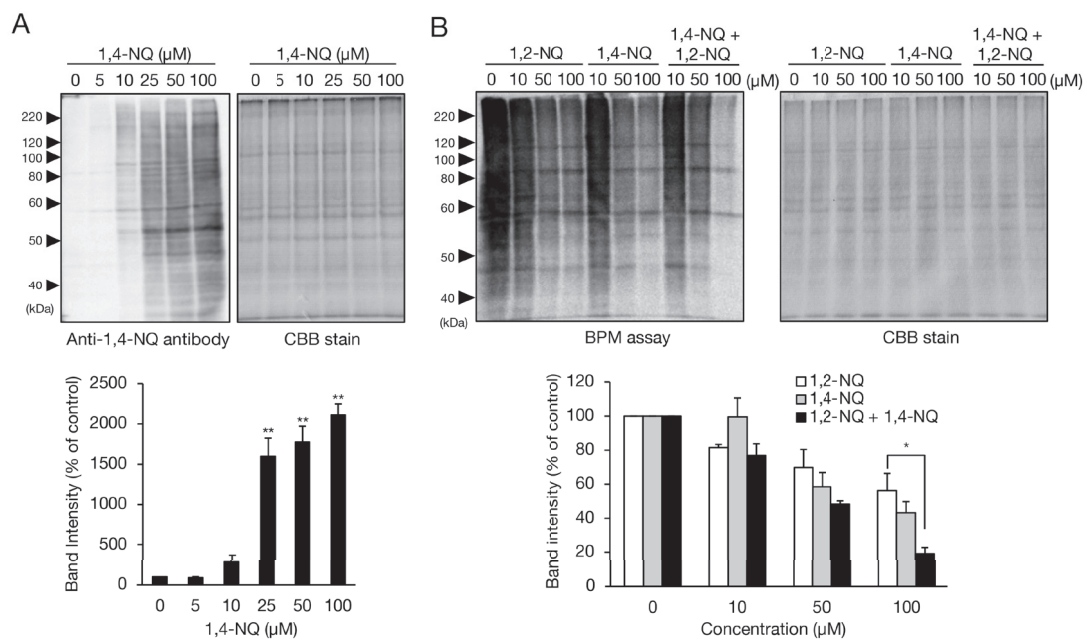 A
1,4-NQ (µM)
0 5 10 25 50 100
1,4-NQ (µM)
0 5 10 25 50 100
220
120
100
80
60
50
40
(kDa)
Anti-1,4-NQ antibody
CBB stain
Band Intensity (% of control)
2500
2000
1500
1000
500
0
**
**
**
0 5 10 25 50 100
1,4-NQ (µM)
B
1,2-NQ 1,4-NQ 1,4-NQ +
1,2-NQ
0 10 50 100 10 50 100 10 50 100 (µM)
1,2-NQ 1,4-NQ 1,4-NQ +
1,2-NQ
0 10 50 100 10 50 100 10 50 100 (µM)
220
120
100
80
60
50
40
(kDa)
BPM assay
CBB stain
Band intensity (% of control)
120
100
80
60
40
20
0
1,2-NQ
1,4-NQ
1,2-NQ + 1,4-NQ
*
0 10 50 100
Concentration (µM)